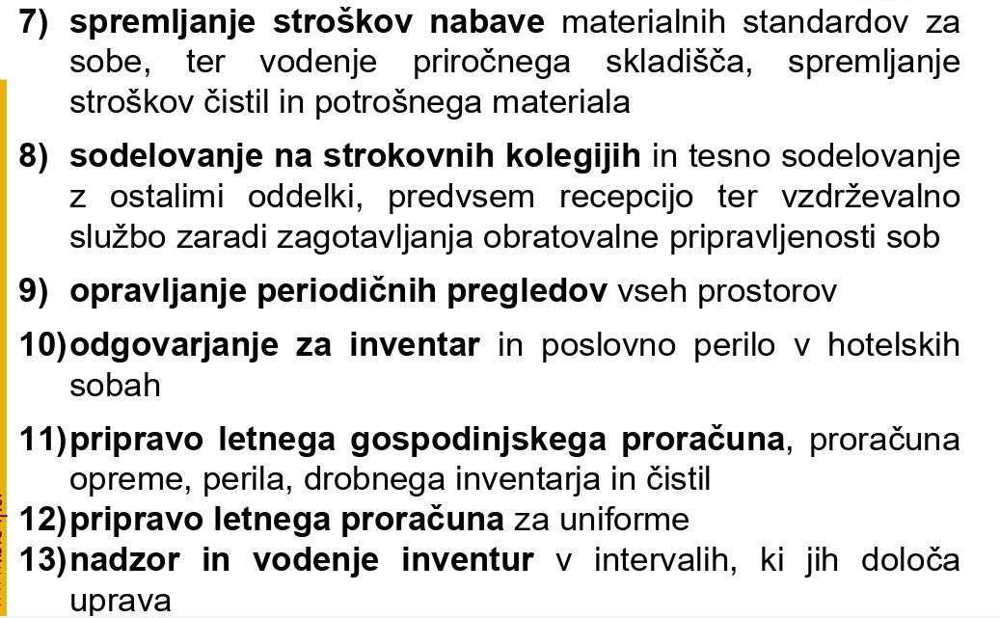 7) spremljanje stroškov nabave materialnih standardov za
sobe, ter vodenje priročnega skladišča, spremljanje
stroškov čistil in potrošnega materiala
8) sodelovanje na strokovnih kolegijih in tesno sodelovanje
z ostalimi oddelki, predvsem recepcijo ter vzdrževalno
službo zaradi zagotavljanja obratovalne pripravljenosti sob
9) opravljanje periodičnih pregledov vseh prostorov
10)odgovarjanje za inventar in poslovno perilo v hotelskih
sobah
11)pripravo letnega gospodinjskega proračuna, proračuna
opreme, perila, drobnega inventarja in čistil
12)pripravo letnega proračuna za uniforme
13)nadzor in vodenje inventur v intervalih, ki jih določa
uprava